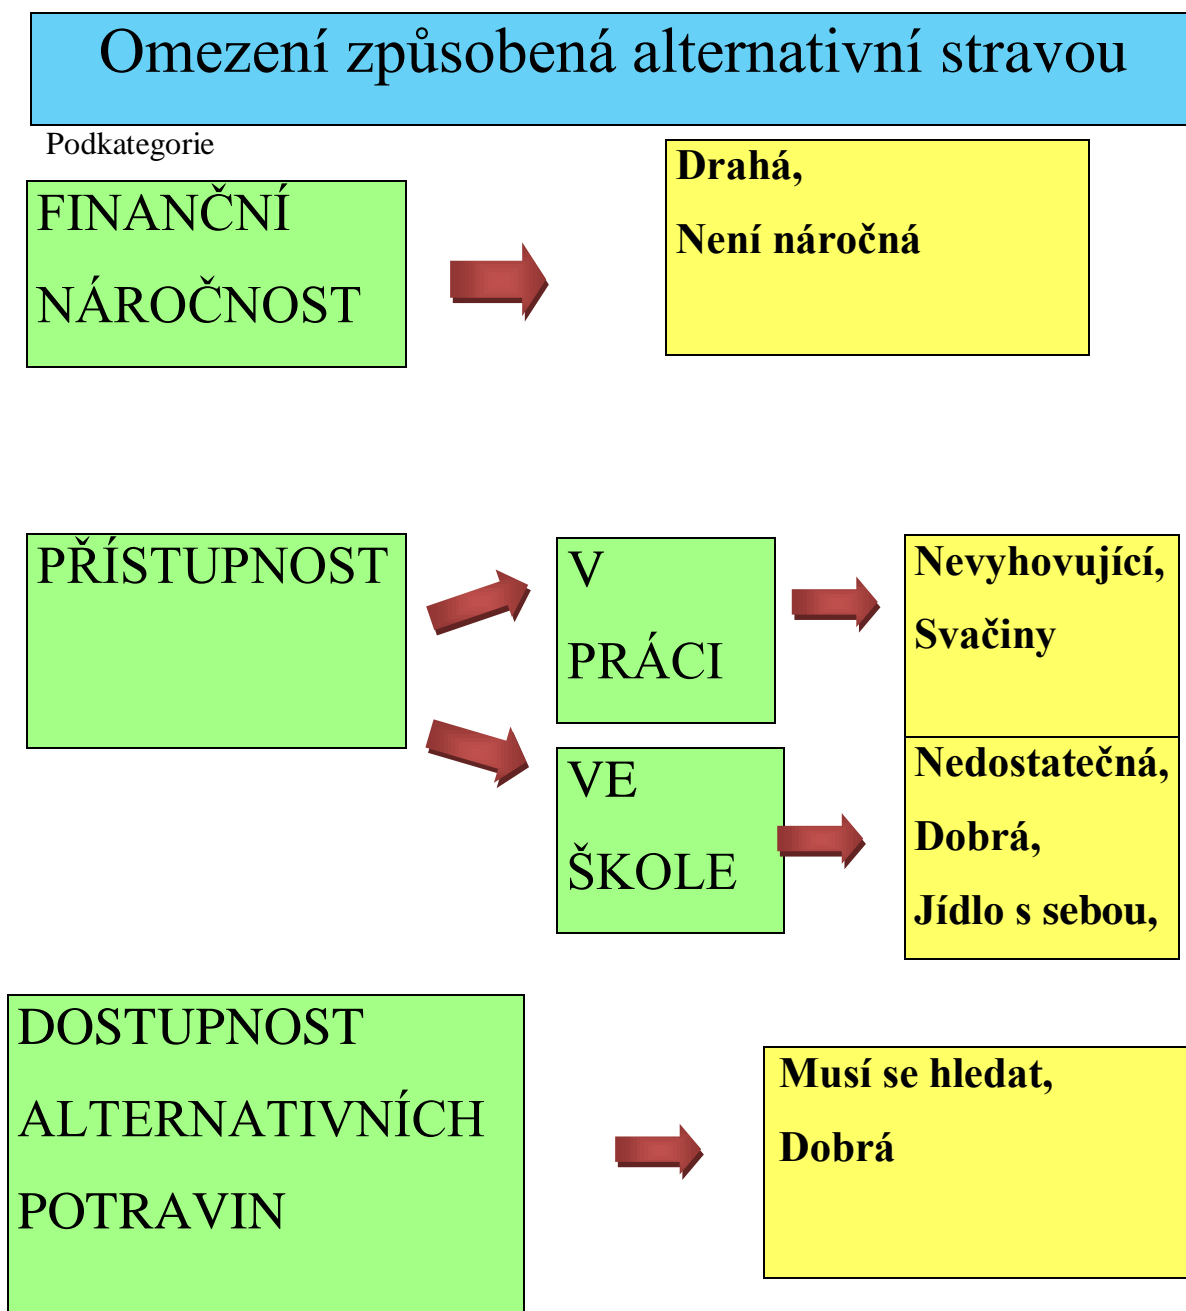 Omezení způsobená alternativní stravou
Podkategorie
FINANČNÍ
NÁROČNOST
Drahá,
Není náročná
PŘÍSTUPNOST
V
PRÁCI
Nevyhovující,
Svačiny
VE
ŠKOLE
Nedostatečná,
Dobrá,
Jídlo s sebou,
DOSTUPNOST
ALTERNATIVNÍCH
POTRAVIN
Musí se hledat,
Dobrá